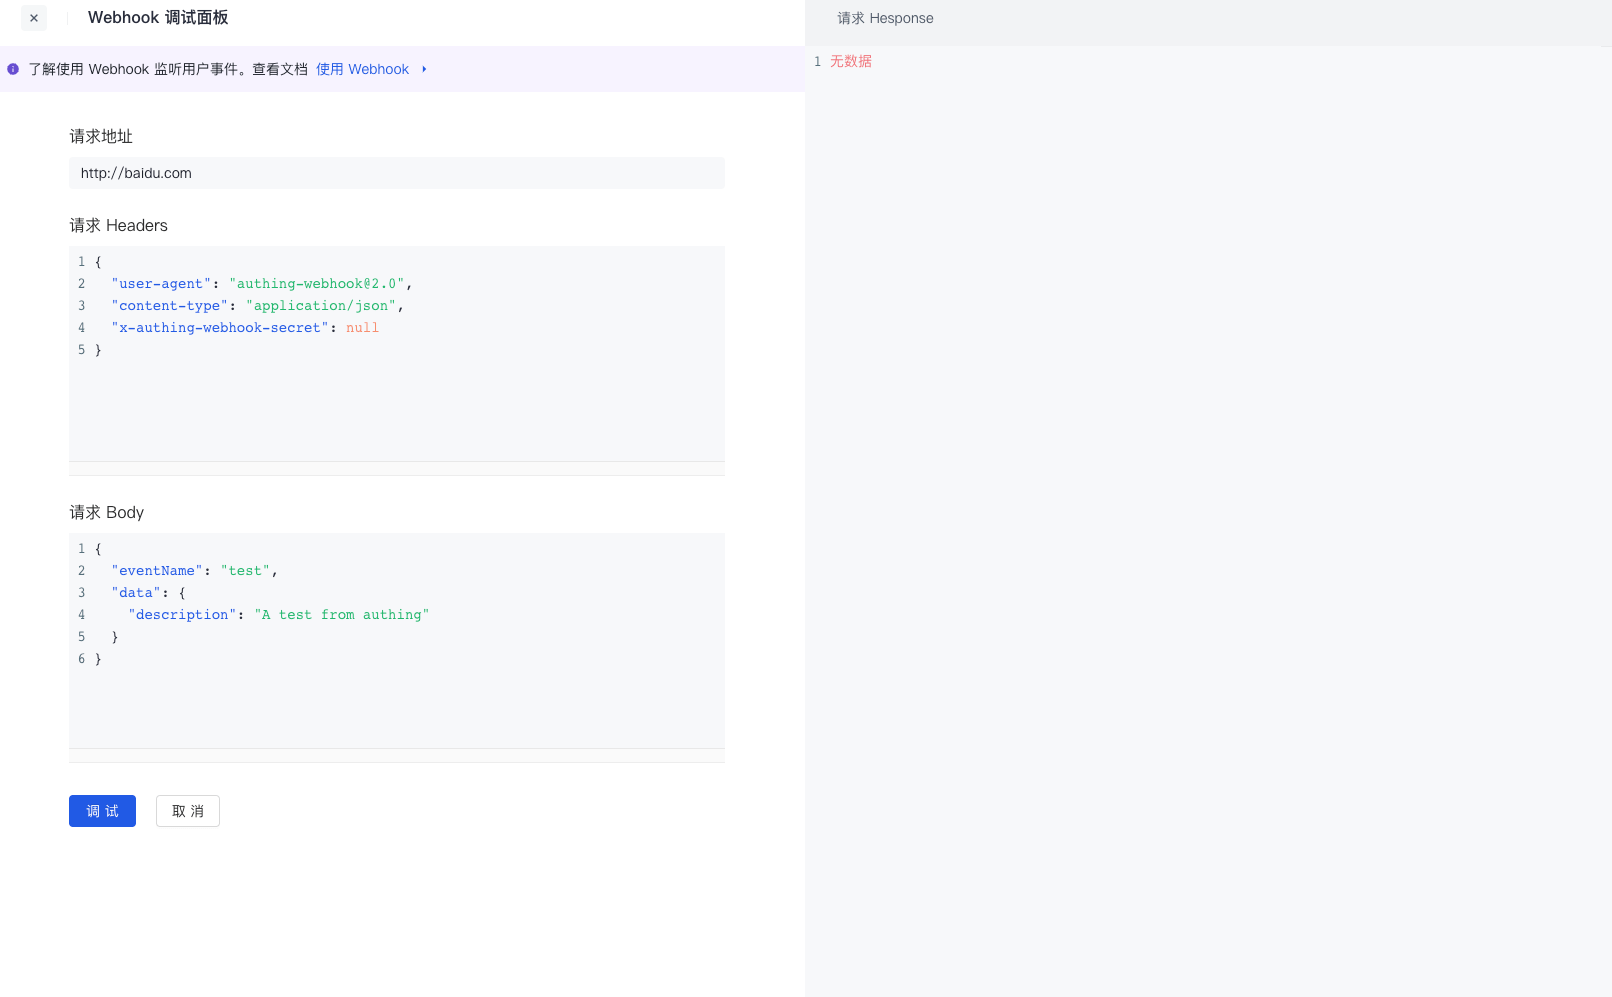 Webhook 调试面板
了解使用 Webhook 监听用户事件。查看文档 使用 Webhook
请求地址
http://baidu.com
请求 Headers
1 {
2 "user-agent": "authing-webhook@2.0",
3 "content-type": "application/json",
4 "x-authing-webhook-secret": null
5 }
请求 Body
1 {
2 "eventName": "test",
3 "data": {
4 "description": "A test from authing"
5 }
6 }
调 试
取 消
请求 Hesponse
1 无数据